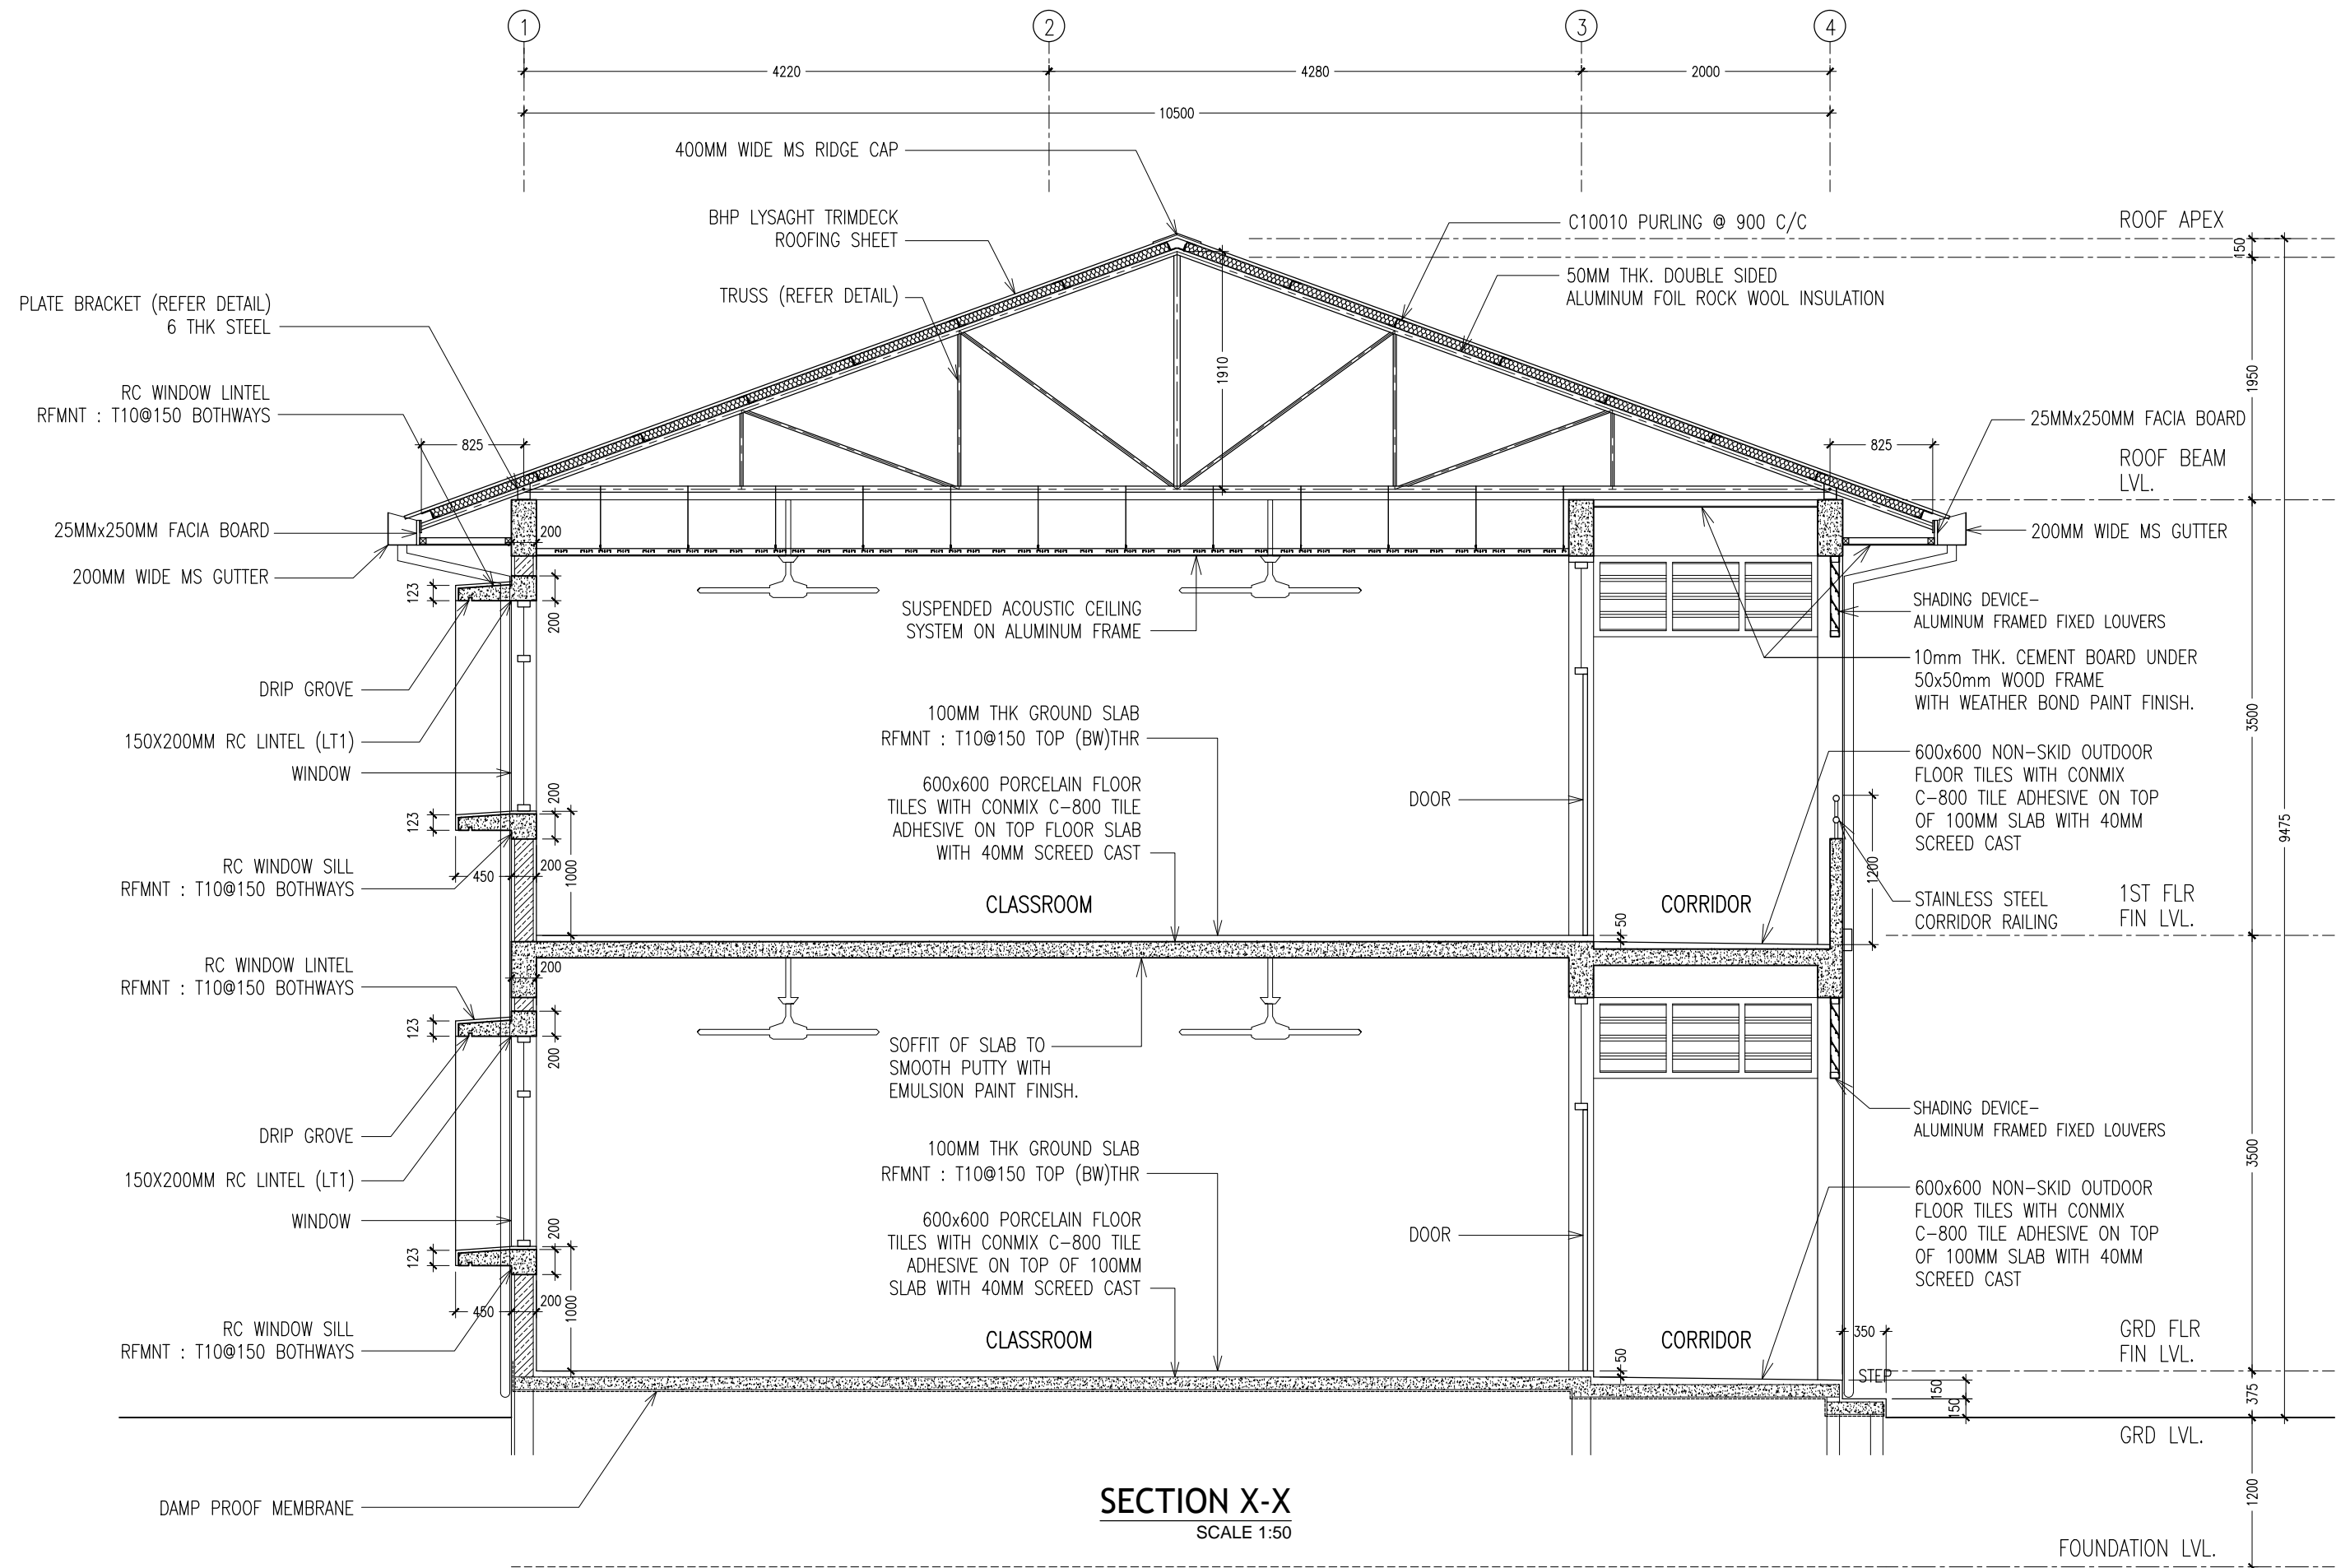 1
2
3
4
4220
4280
2000
10500
400MM WIDE MS RIDGE CAP
BHP LYSAGHT TRIMDECK
ROOFING SHEET
TRUSS (REFER DETAIL)
C10010 PURLING @ 900 C/C
50MM THK. DOUBLE SIDED
ALUMINUM FOIL ROCK WOOL INSULATION
ROOF APEX
150
PLATE BRACKET (REFER DETAIL)
6 THK STEEL
1910
1950
RC WINDOW LINTEL
RFMNT : T10@150 BOTHWAYS
825
825
25MMx250MM FACIA BOARD
ROOF BEAM
LVL.
25MMx250MM FACIA BOARD
200
200MM WIDE MS GUTTER
200MM WIDE MS GUTTER
123
200
SUSPENDED ACOUSTIC CEILING
SYSTEM ON ALUMINUM FRAME
SHADING DEVICE-
ALUMINUM FRAMED FIXED LOUVERS
10mm THK. CEMENT BOARD UNDER
50x50mm WOOD FRAME
WITH WEATHER BOND PAINT FINISH.
DRIP GROVE
150X200MM RC LINTEL (LT1)
WINDOW
100MM THK GROUND SLAB
RFMNT : T10@150 TOP (BW)THR
3500
600x600 PORCELAIN FLOOR
TILES WITH CONMIX C-800 TILE
ADHESIVE ON TOP FLOOR SLAB
WITH 40MM SCREED CAST
DOOR
600x600 NON-SKID OUTDOOR
FLOOR TILES WITH CONMIX
C-800 TILE ADHESIVE ON TOP
OF 100MM SLAB WITH 40MM
SCREED CAST
123
200
9475
RC WINDOW SILL
RFMNT : T10@150 BOTHWAYS
450
200
1000
1200
CLASSROOM
CORRIDOR
STAINLESS STEEL
CORRIDOR RAILING
1ST FLR
FIN LVL.
50
RC WINDOW LINTEL
RFMNT : T10@150 BOTHWAYS
200
123
200
SOFFIT OF SLAB TO
SMOOTH PUTTY WITH
EMULSION PAINT FINISH.
DRIP GROVE
150X200MM RC LINTEL (LT1)
WINDOW
SHADING DEVICE-
ALUMINUM FRAMED FIXED LOUVERS
100MM THK GROUND SLAB
RFMNT : T10@150 TOP (BW)THR
3500
600x600 PORCELAIN FLOOR
TILES WITH CONMIX C-800 TILE
ADHESIVE ON TOP OF 100MM
SLAB WITH 40MM SCREED CAST
DOOR
600x600 NON-SKID OUTDOOR
FLOOR TILES WITH CONMIX
C-800 TILE ADHESIVE ON TOP
OF 100MM SLAB WITH 40MM
SCREED CAST
123
200
450
200
1000
RC WINDOW SILL
RFMNT : T10@150 BOTHWAYS
CLASSROOM
CORRIDOR
350
GRD FLR
FIN LVL.
50
STEP
150
150
375
GRD LVL.
DAMP PROOF MEMBRANE
1200
SECTION X-X
SCALE 1:50
FOUNDATION LVL.